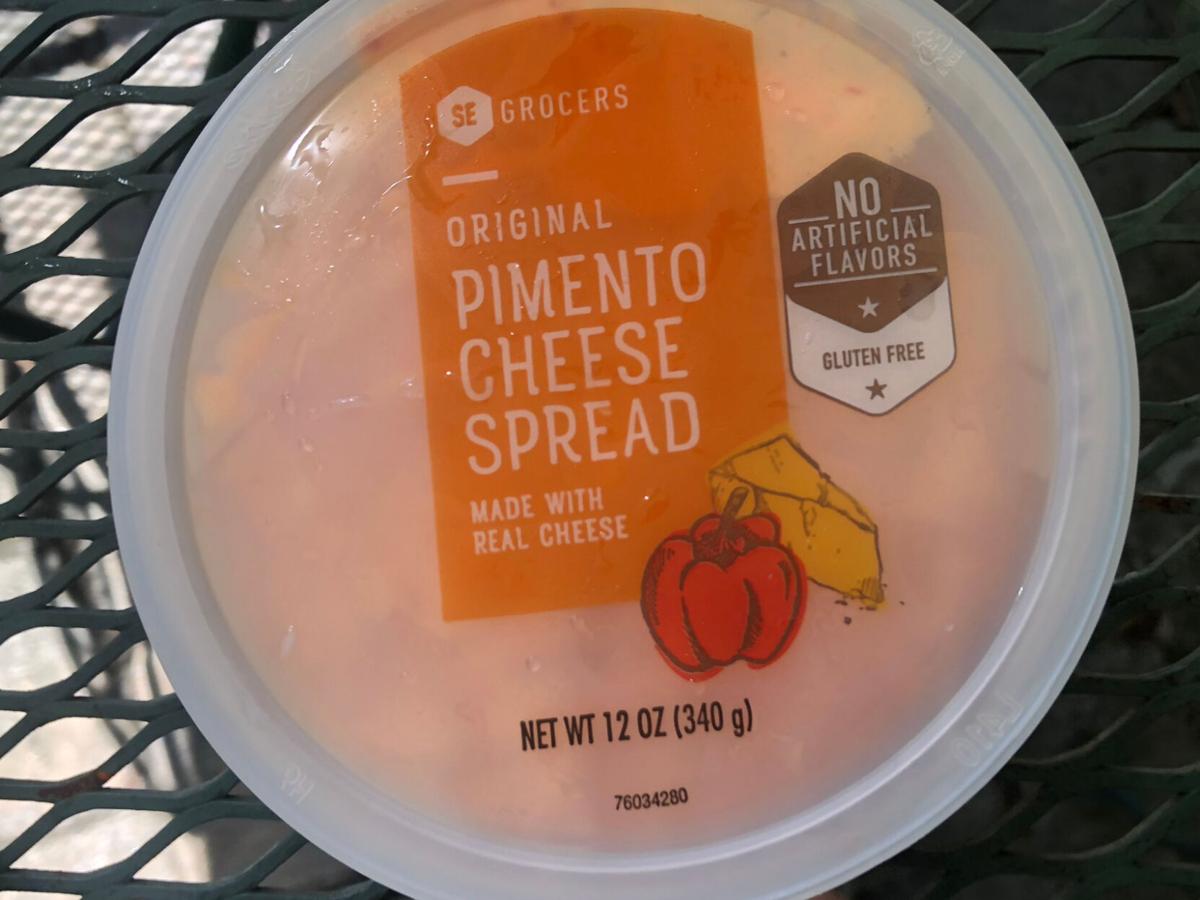 SE GROCERS
ORIGINAL
PIMENTO
CHEESE
SPREAD
MADE WITH
REAL CHEESE
NO
ARTIFICIAL
FLAVORS
GLUTEN FREE
NET WT 12 OZ (340 g)
76034280